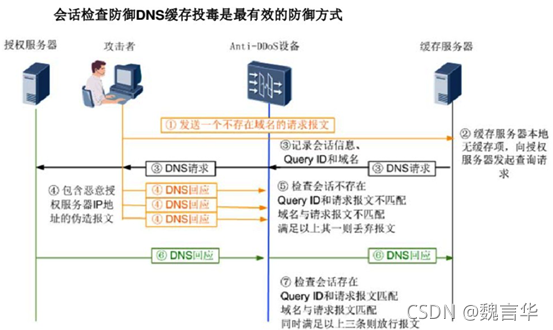 会话检查防御DNS缓存投毒是最有效的防御方式
授权服务器
攻击者
Anti-DDoS设备
缓存服务器
① 发送一个不存在域名的请求报文
② 缓存服务器本地
无缓存项，向授权
服务器发起查询请
求
③记录会话信息、
Query ID和域名
③ DNS请求
③ DNS请求
④ 包含恶意授
权服务器IP地
址的伪造报文
④ DNS回应
④ DNS回应
④ DNS回应
⑤ 检查会话不存在
Query ID和请求报文不匹配
域名与请求报文不匹配
满足以上其一则丢弃报文
⑥ DNS回应
⑥ DNS回应
⑦ 检查会话存在
Query ID和请求报文匹配
域名与请求报文匹配
同时满足以上三条则放行报文
CSDN @魏言华